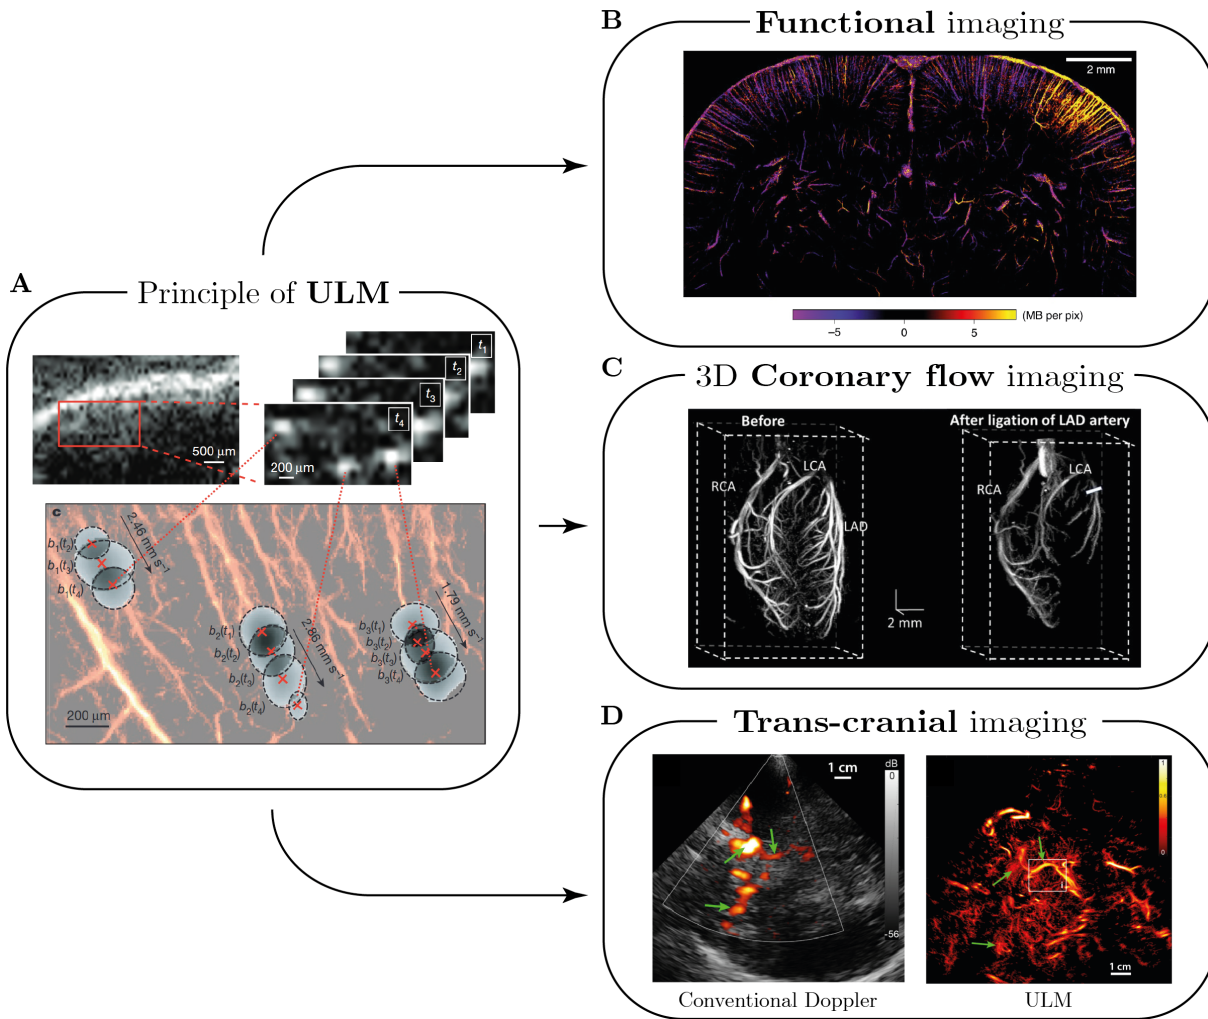 A
Principle of ULM
500 μm
t1
t2
t3
t4
200 μm
c
b1(t2)
b1(t3)
b1(t4)
2.46 mm s⁻¹
b2(t1)
b2(t2)
b2(t3)
b2(t4)
2.86 mm s⁻¹
b3(t1)
b3(t2)
b3(t3)
b3(t4)
1.79 mm s⁻¹
200 μm
B
Functional imaging
2 mm
−5 0 5 (MB per pix)
C
3D Coronary flow imaging
Before
RCA
LCA
LAD
2 mm
After ligation of LAD artery
RCA
LCA
D
Trans-cranial imaging
1 cm
dB
0
-56
Conventional Doppler
1
0
1 cm
ULM